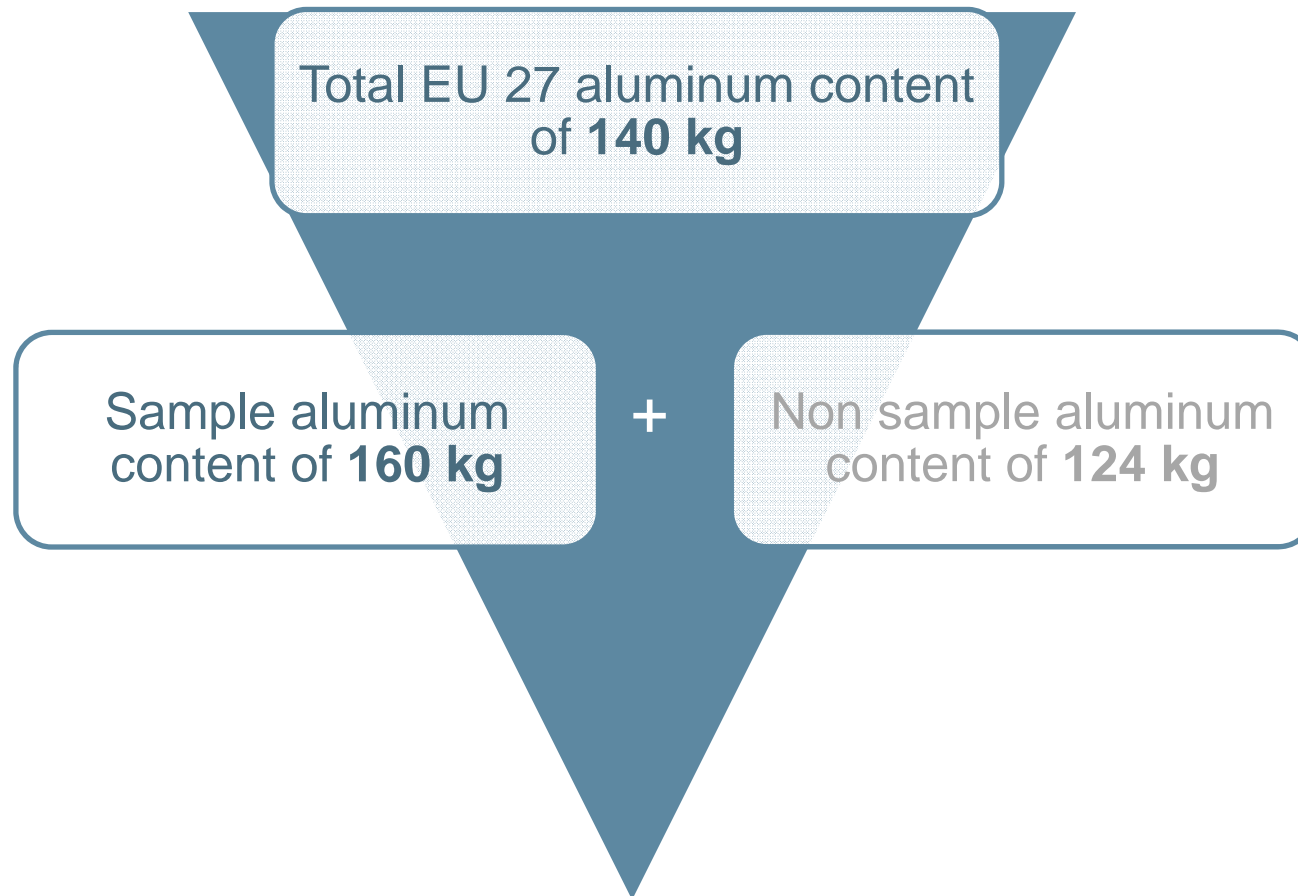 Total EU 27 aluminum content
of 140 kg
Sample aluminum
content of 160 kg
+
Non sample aluminum
content of 124 kg